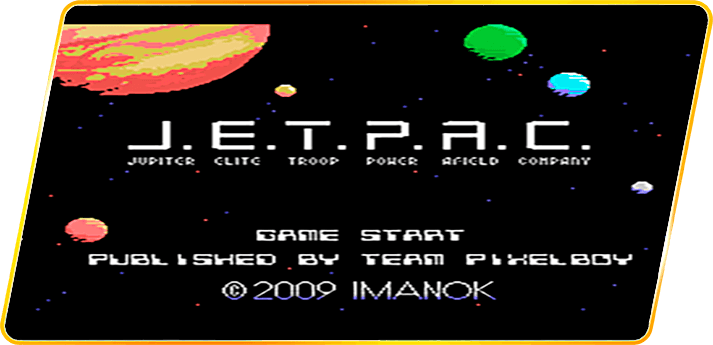 J.E.T.P.A.C.
JUPITER ELITE TROOP POWER AFIELD COMPANY
GAME START
PUBLISHED BY TEAM PIXELBOY
© 2009 IMANOK